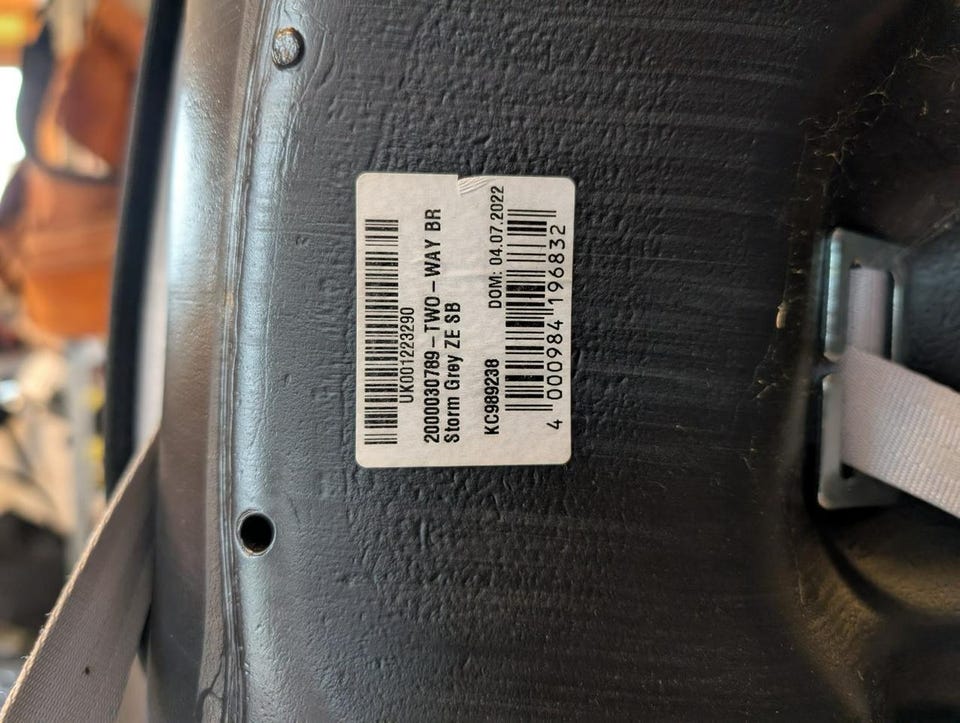 UK001223290
2000030789-TWO-WAY BR
Storm Grey ZE SB
KC989238 DOM: 04.07.2022
4 000984 196832